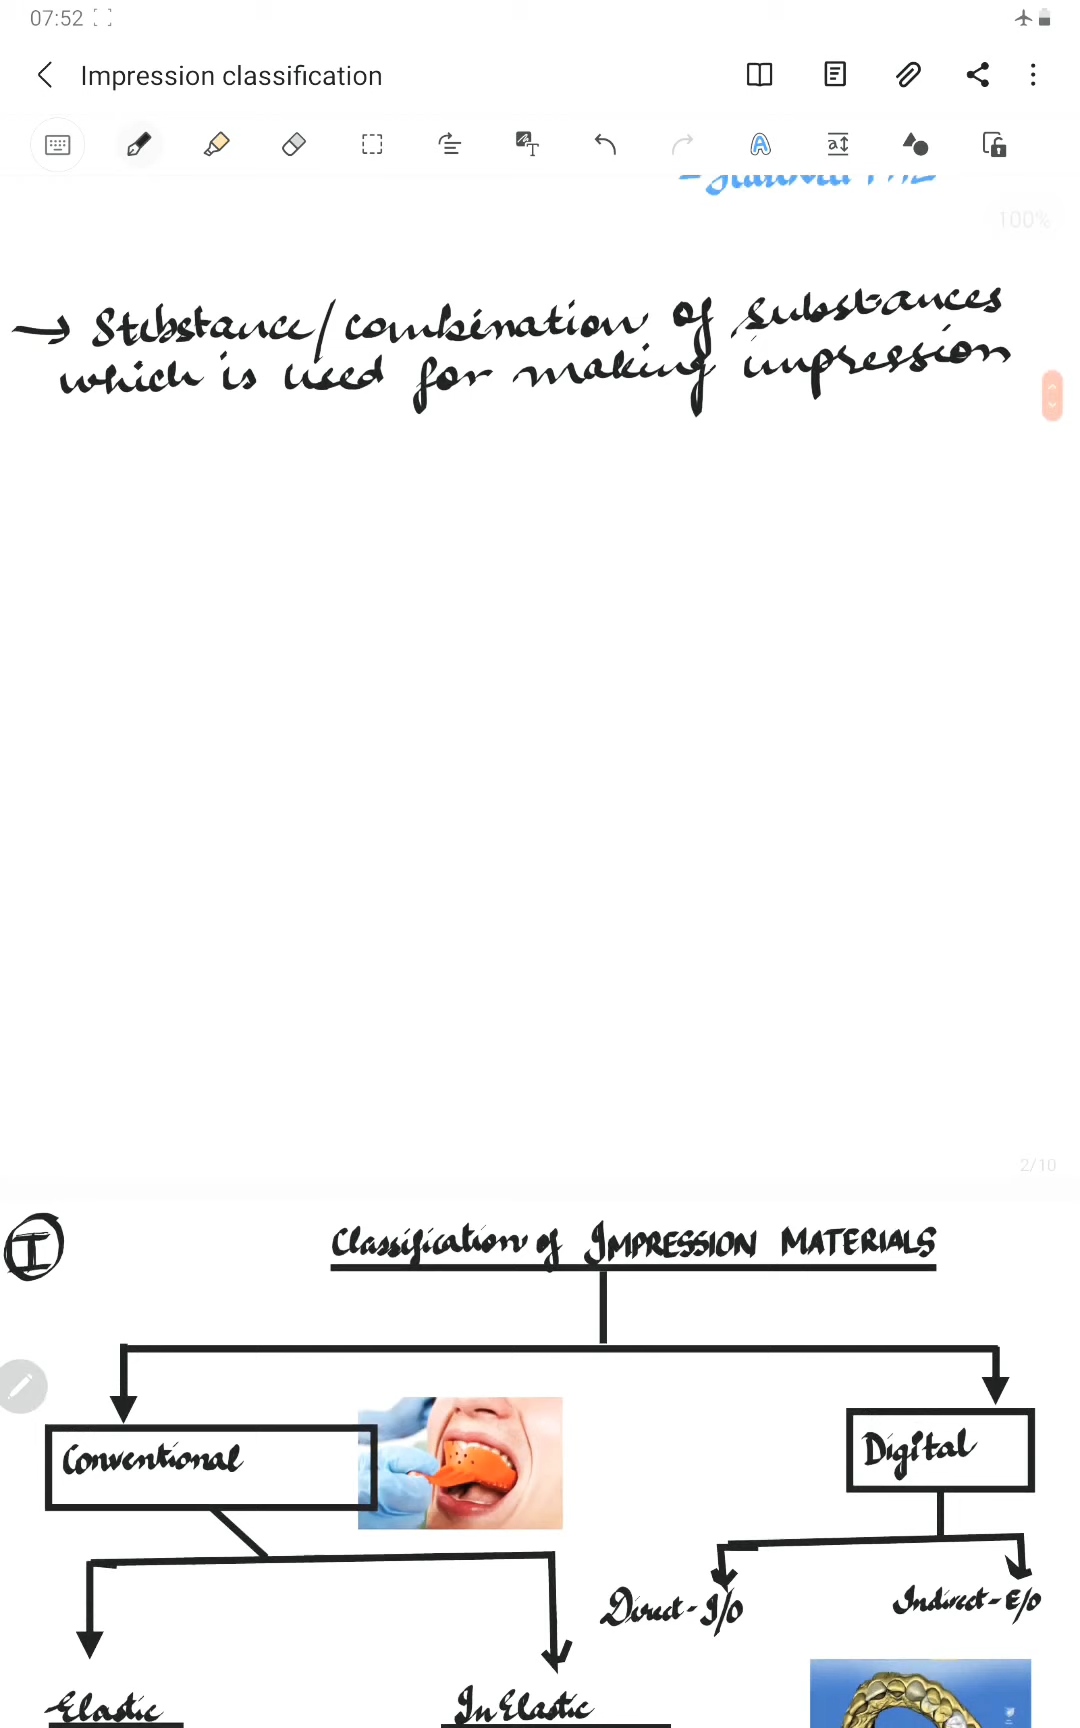 07:52
Impression classification
100%
→ Substance/combination of substances
which is used for making impression
2/10
I
Classification of IMPRESSION MATERIALS
Conventional
Digital
Direct - I/O
Indirect - E/O
Elastic
InElastic